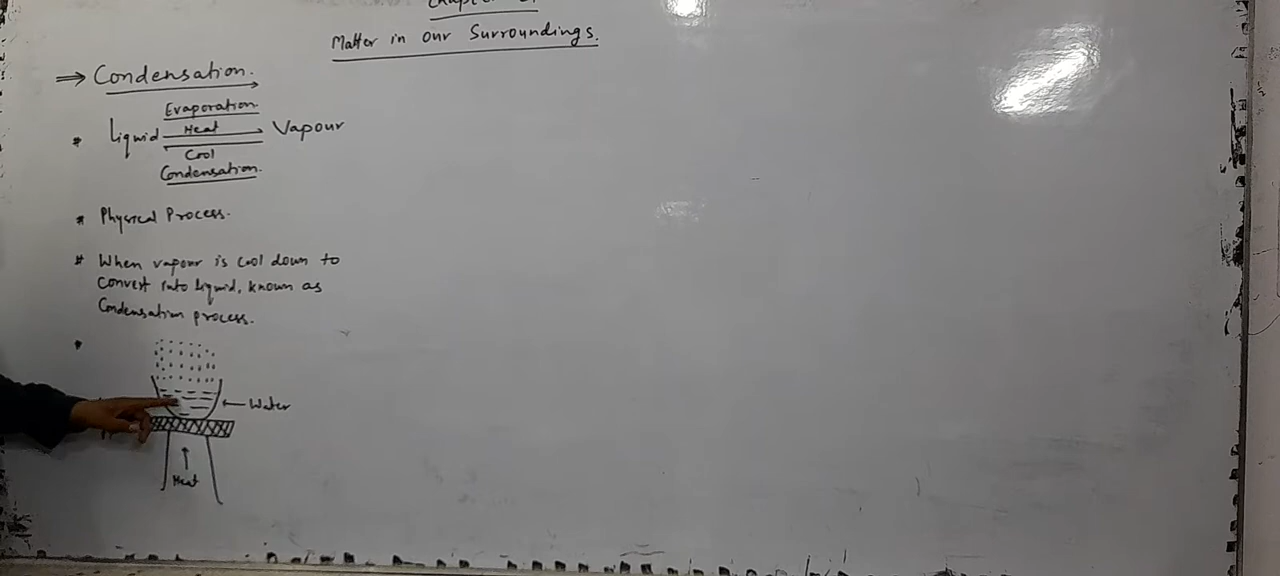 Chapter
Matter in our Surroundings.
⇒ Condensation.
Evaporation
* Liquid Heat Vapour
Cool
Condensation.
* Physical Process.
* When vapour is cool down to
convert into liquid, known as
Condensation process.
Water
Heat